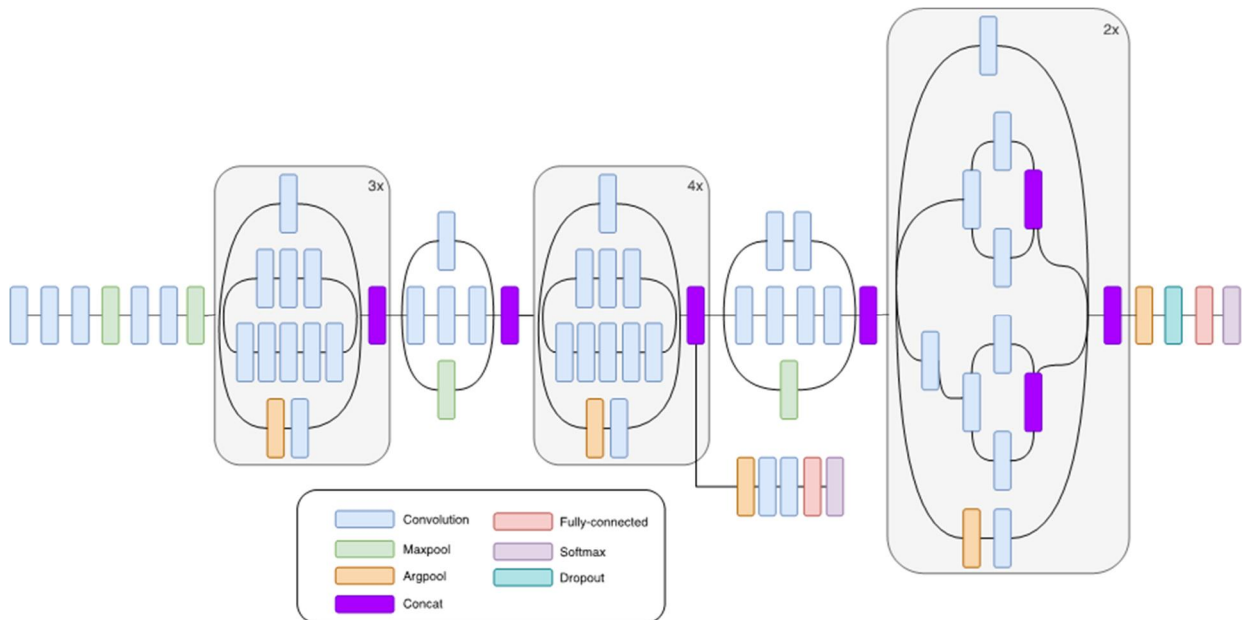 2x
3x
4x
Convolution
Fully-connected
Maxpool
Softmax
Argpool
Dropout
Concat